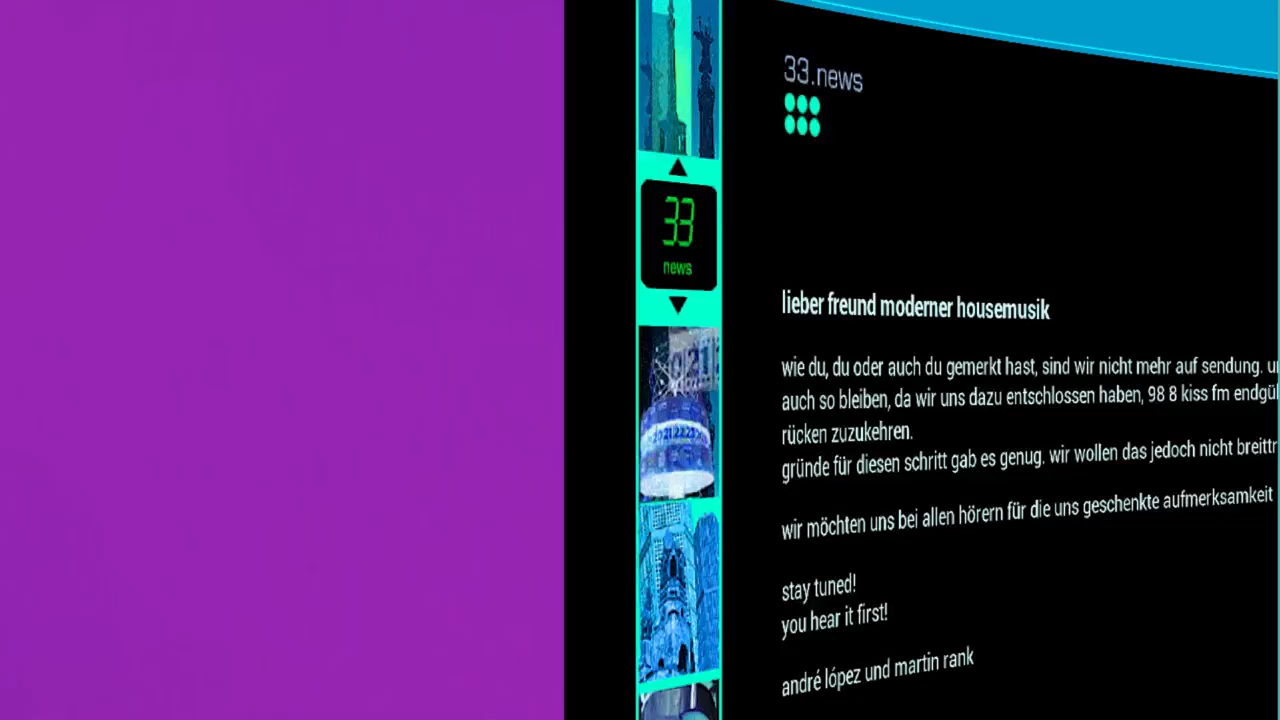 33.news
33
news
lieber freund moderner housemusik
wie du, du oder auch du gemerkt hast, sind wir nicht mehr auf sendung.
auch so bleiben, da wir uns dazu entschlossen haben, 98 8 kiss fm
rücken zuzukehren.
gründe für diesen schritt gab es genug. wir wollen das jedoch nicht
wir möchten uns bei allen hörern für die uns geschenkte aufmerksamkeit
stay tuned!
you hear it first!
andré lópez und martin rank